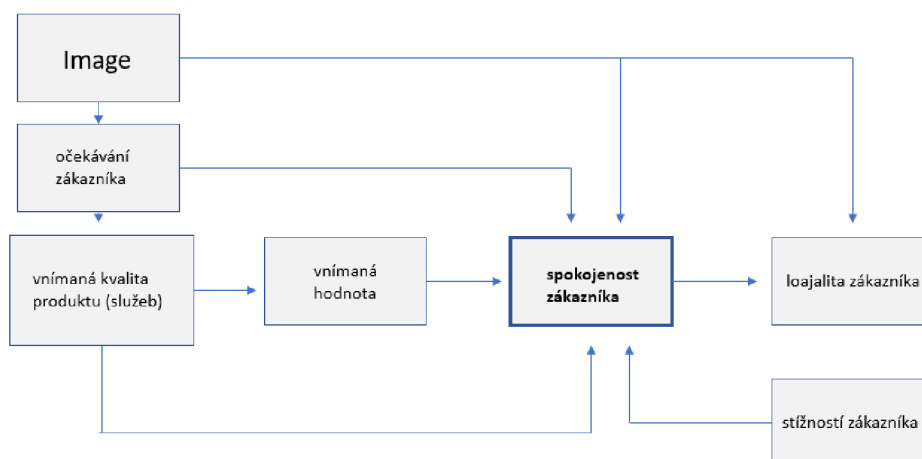 Image
očekávání
zákazníka
vnímaná kvalita
produktu (služeb)
vnímaná
hodnota
spokojenost
zákazníka
loajalita zákazníka
stížností zákazníka